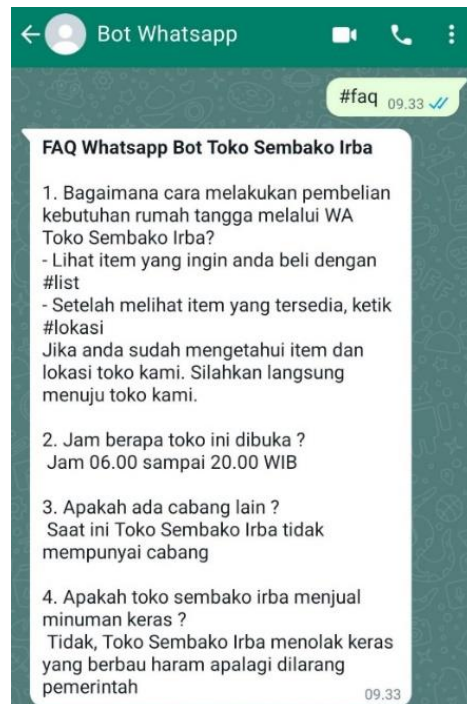 Bot Whatsapp
#faq 09.33
FAQ Whatsapp Bot Toko Sembako Irba
1. Bagaimana cara melakukan pembelian
kebutuhan rumah tangga melalui WA
Toko Sembako Irba?
- Lihat item yang ingin anda beli dengan
#list
- Setelah melihat item yang tersedia, ketik
#lokasi
Jika anda sudah mengetahui item dan
lokasi toko kami. Silahkan langsung
menuju toko kami.
2. Jam berapa toko ini dibuka ?
Jam 06.00 sampai 20.00 WIB
3. Apakah ada cabang lain ?
Saat ini Toko Sembako Irba tidak
mempunyai cabang
4. Apakah toko sembako irba menjual
minuman keras ?
Tidak, Toko Sembako Irba menolak keras
yang berbau haram apalagi dilarang
pemerintah
09.33